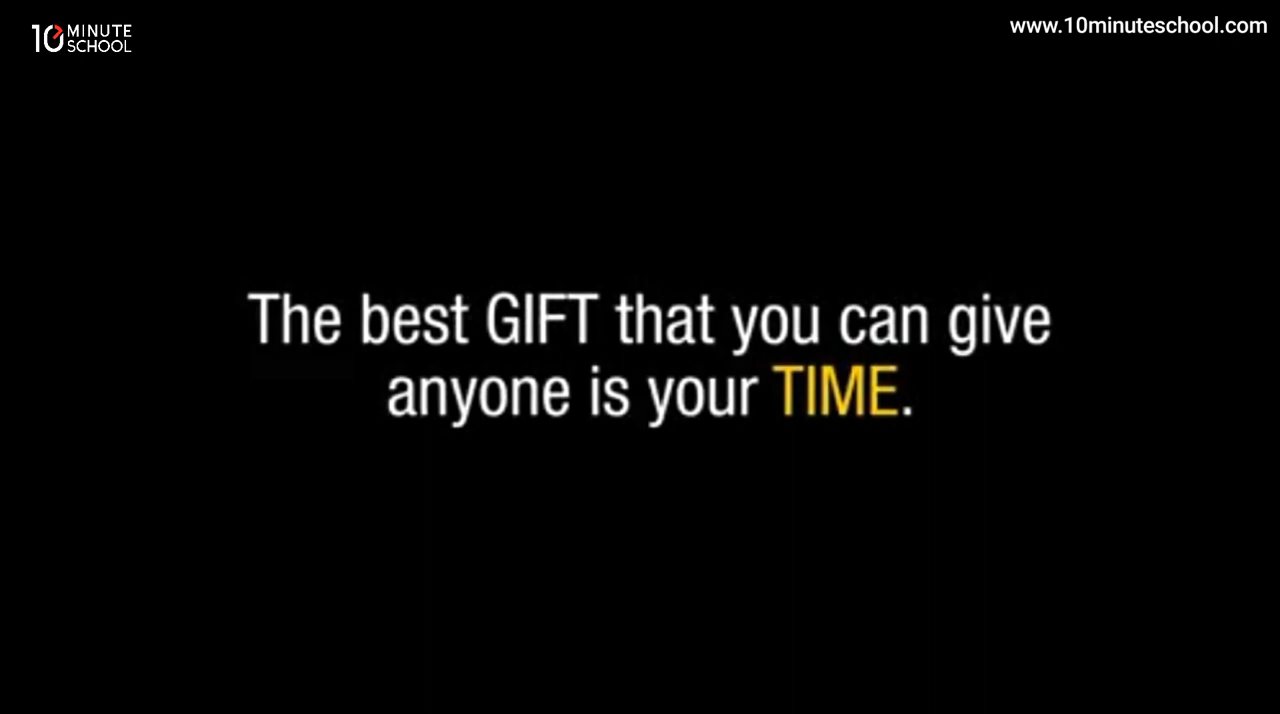 10 MINUTE
SCHOOL
www.10minuteschool.com
The best GIFT that you can give
anyone is your TIME.